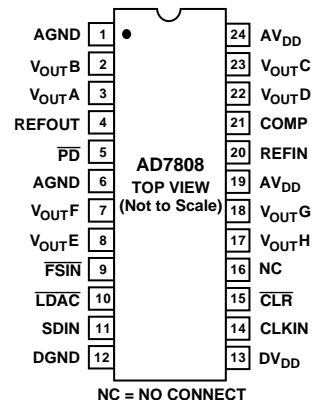 AGND 1 24 AVDD
VOUTB 2 23 VOUTC
VOUTA 3 22 VOUTD
REFOUT 4 21 COMP
PD 5 20 REFIN
AGND 6 19 AVDD
VOUTF 7 18 VOUTG
VOUTE 8 17 VOUTH
FSIN 9 16 NC
LDAC 10 15 CLR
SDIN 11 14 CLKIN
DGND 12 13 DVDD
AD7808
TOP VIEW
(Not to Scale)
NC = NO CONNECT